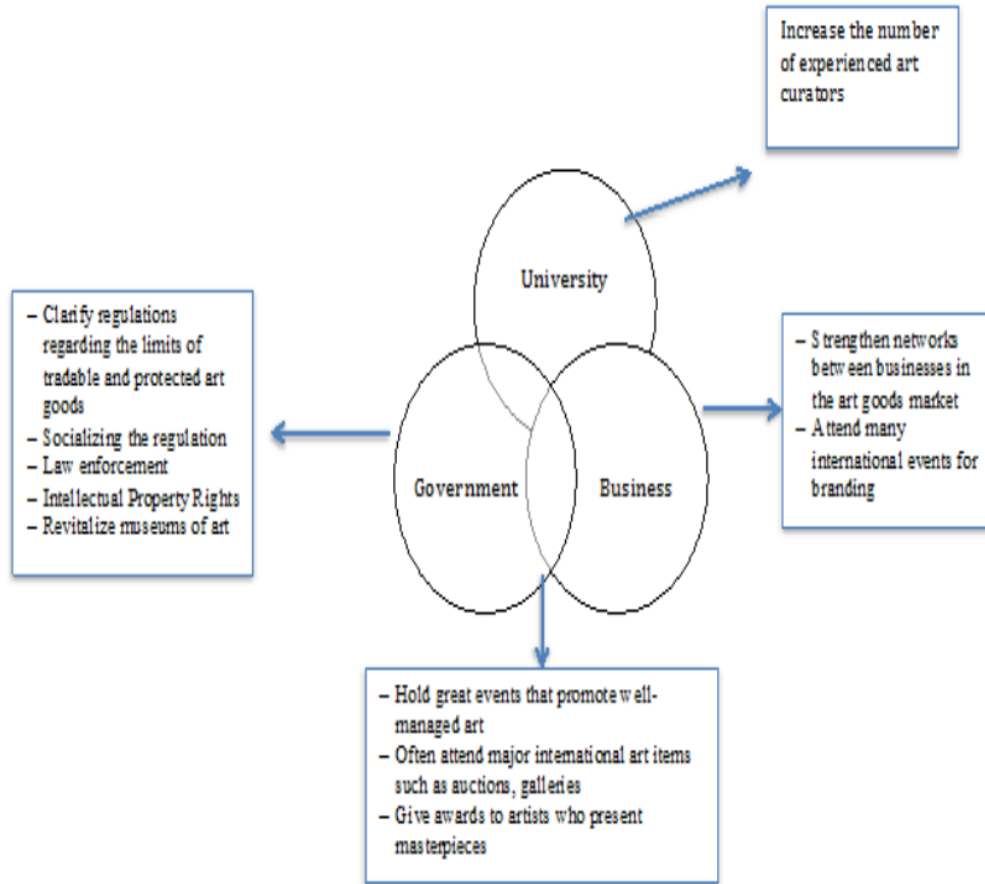 Increase the number
of experienced art
curators
University
– Clarify regulations
regarding the limits of
tradable and protected art
goods
– Socializing the regulation
– Law enforcement
– Intellectual Property Rights
– Revitalize museums of art
Government
Business
– Strengthen networks
between businesses in
the art goods market
– Attend many
international events for
branding
– Hold great events that promote well-
managed art
– Often attend major international art items
such as auctions, galleries
– Give awards to artists who present
masterpieces